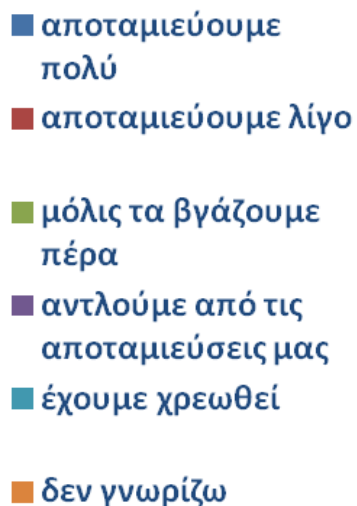 αποταμιεύουμε
πολύ
αποταμιεύουμε λίγο
μόλις τα βγάζουμε
πέρα
αντλούμε από τις
αποταμιεύσεις μας
έχουμε χρεωθεί
δεν γνωρίζω